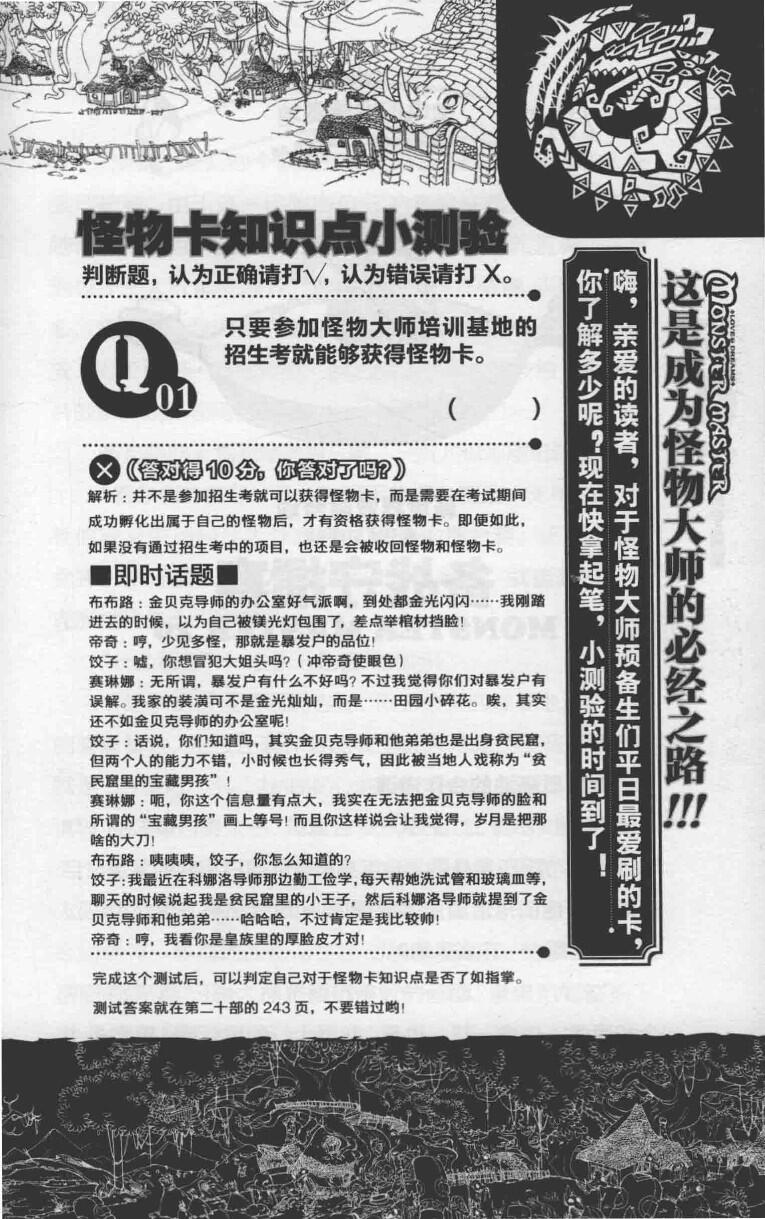 怪物卡知识点小测验
判断题，认为正确请打√，认为错误请打 X。
Q
01
只要参加怪物大师培训基地的
招生考就能够获得怪物卡。
（　　）
X（答对得 10 分，你答对了吗？）
解析：并不是参加招生考就可以获得怪物卡，而是需要在考试期间
成功孵化出属于自己的怪物后，才有资格获得怪物卡。即便如此，
如果没有通过招生考中的项目，也还是会被收回怪物和怪物卡。
■即时话题■
布布路：金贝克导师的办公室好气派啊，到处都金光闪闪……我刚踏
进去的时候，以为自己被镁光灯包围了，差点举棺材挡脸！
帝奇：哼，少见多怪，那就是暴发户的品位！
饺子：嘘，你想冒犯大姐头吗？（冲帝奇使眼色）
赛琳娜：无所谓，暴发户有什么不好吗？不过我觉得你们对暴发户有
误解。我家的装潢可不是金光灿灿，而是……田园小碎花。唉，其实
还不如金贝克导师的办公室呢！
饺子：话说，你们知道吗，其实金贝克导师和他弟弟也是出身贫民窟，
但两个人的能力不错，小时候也长得秀气，因此被当地人戏称为“贫
民窟里的宝藏男孩”！
赛琳娜：呃，你这个信息量有点大，我实在无法把金贝克导师的脸和
所谓的“宝藏男孩”画上等号！而且你这样说会让我觉得，岁月是把那
啥的大刀！
布布路：咦咦咦，饺子，你怎么知道的？
饺子：我最近在科娜洛导师那边勤工俭学，每天帮她洗试管和玻璃皿等，
聊天的时候说起我是贫民窟里的小王子，然后科娜洛导师就提到了金
贝克导师和他弟弟……哈哈哈，不过肯定是我比较帅！
帝奇：哼，我看你是皇族里的厚脸皮才对！
完成这个测试后，可以判定自己对于怪物卡知识点是否了如指掌。
测试答案就在第二十部的 243 页，不要错过哟！
MONSTER MASTER
+LOVE & DREAMS+
这是成为怪物大师的必经之路！！！
嗨，亲爱的读者，对于怪物大师预备生们平日最爱刷的卡，
你了解多少呢？现在快拿起笔，小测验的时间到了！